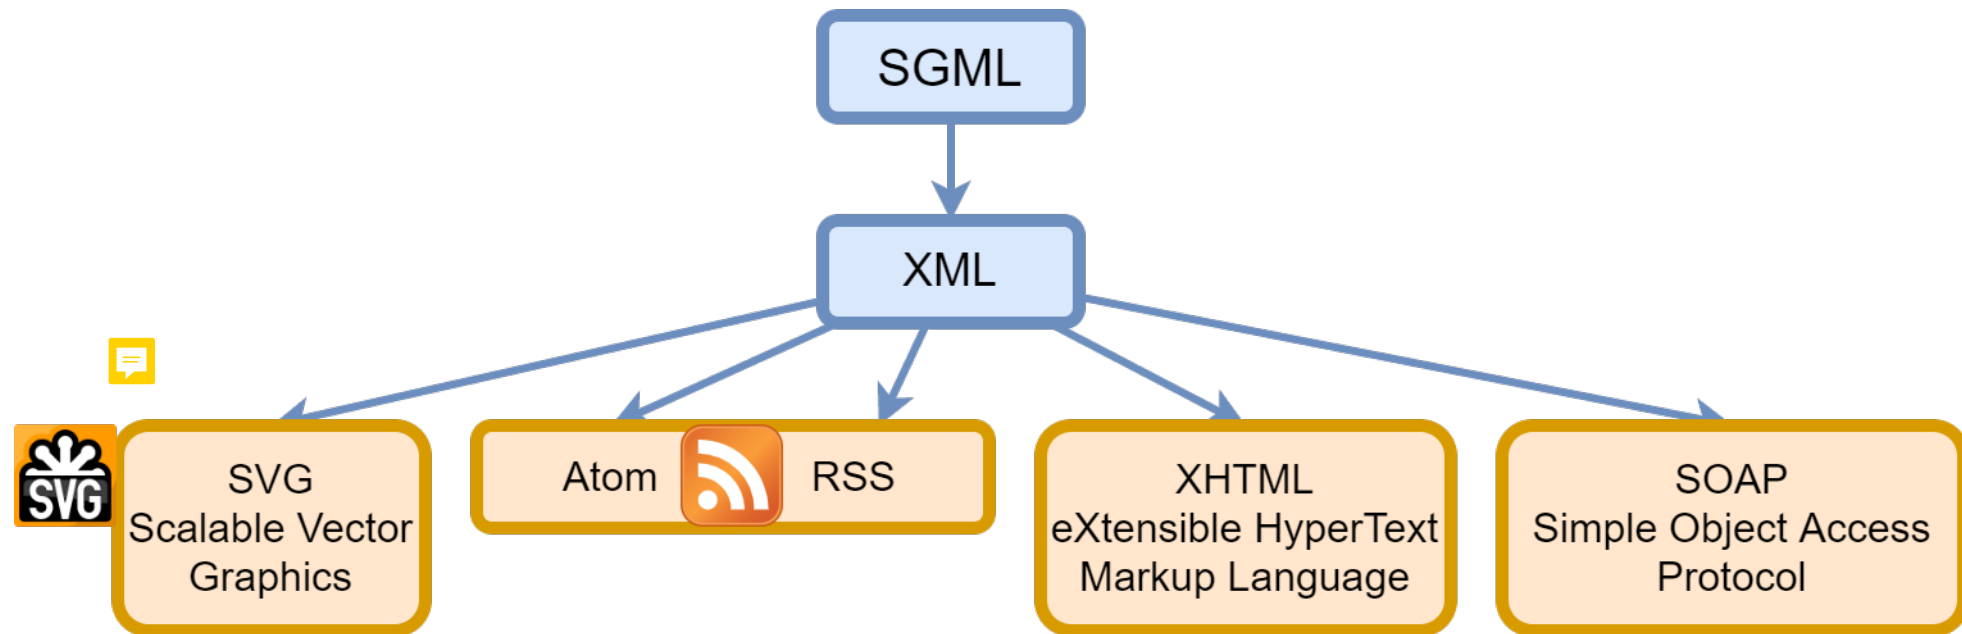 SGML
XML
SVG
SVG
Scalable Vector
Graphics
Atom
RSS
XHTML
eXtensible HyperText
Markup Language
SOAP
Simple Object Access
Protocol